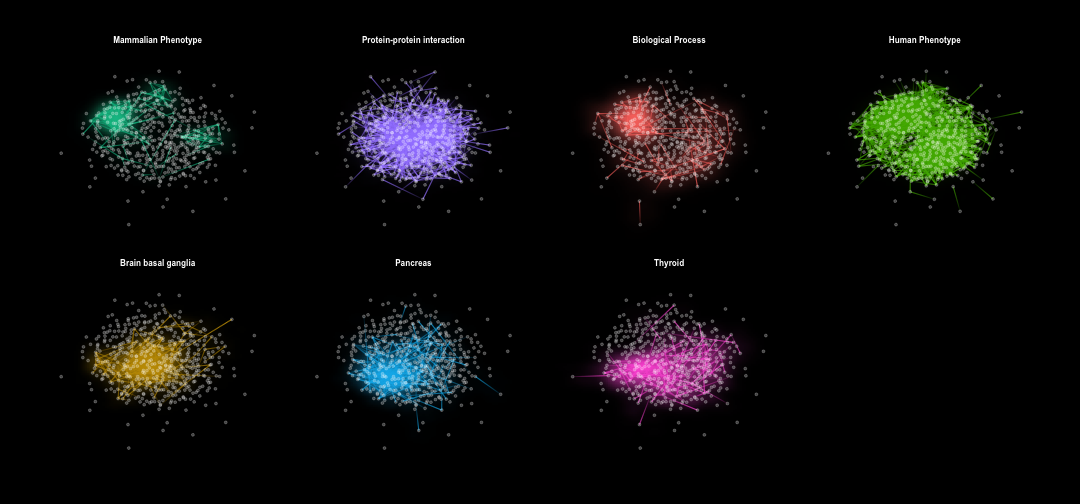 Mammalian Phenotype
Protein-protein interaction
Biological Process
Human Phenotype
Brain basal ganglia
Pancreas
Thyroid